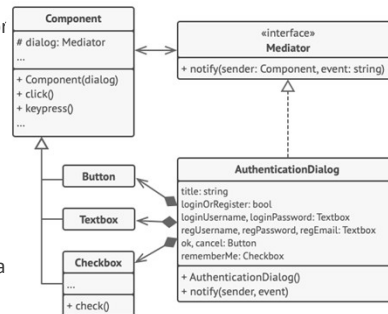 or
Component
# dialog: Mediator
...
+ Component(dialog)
+ click()
+ keypress()
...
«interface»
Mediator
+ notify(sender: Component, event: string)
Button
Textbox
Checkbox
...
+ check()
AuthenticationDialog
title: string
loginOrRegister: bool
loginUsername, loginPassword: Textbox
regUsername, regPassword, regEmail: Textbox
ok, cancel: Button
rememberMe: Checkbox
+ AuthenticationDialog()
+ notify(sender, event)
a